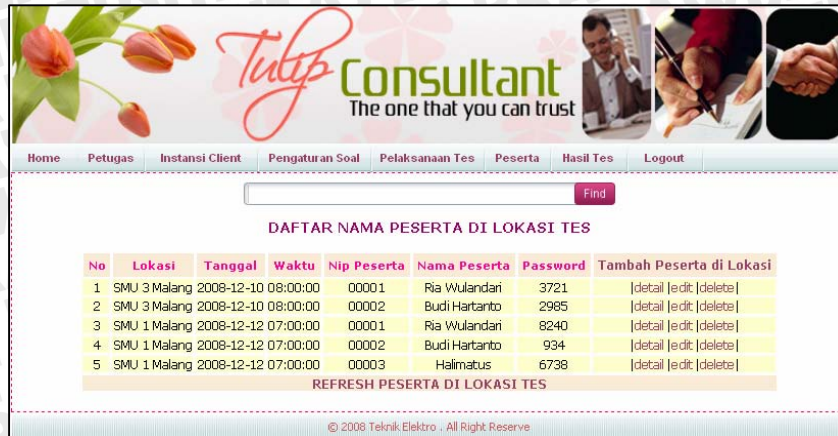 Tulip Consultant
The one that you can trust
Home Petugas Instansi Client Pengaturan Soal Pelaksanaan Tes Peserta Hasil Tes Logout
Find
DAFTAR NAMA PESERTA DI LOKASI TES
No Lokasi Tanggal Waktu Nip Peserta Nama Peserta Password Tambah Peserta di Lokasi
1 SMU 3 Malang 2008-12-10 08:00:00 00001 Ria Wulandari 3721 |detail |edit |delete|
2 SMU 3 Malang 2008-12-10 08:00:00 00002 Budi Hartanto 2985 |detail |edit |delete|
3 SMU 1 Malang 2008-12-12 07:00:00 00001 Ria Wulandari 8240 |detail |edit |delete|
4 SMU 1 Malang 2008-12-12 07:00:00 00002 Budi Hartanto 934 |detail |edit |delete|
5 SMU 1 Malang 2008-12-12 07:00:00 00003 Halimatus 6738 |detail |edit |delete|
REFRESH PESERTA DI LOKASI TES
© 2008 Teknik Elektro . All Right Reserve